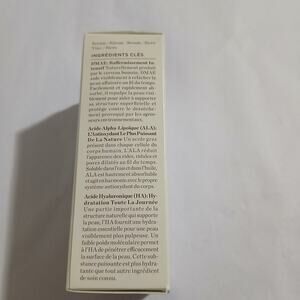 INGRÉDIENTS CLÉS
DMAE: Raffermissement In-
tensif Naturellement produit
par le cerveau humain, DMAE
aide visiblement à relâcher la
peau affaissée au fil du temps.
Facilement et rapidement ab-
sorbé, il répare la peau visi-
blement pour aider à supporter
sa structure superficielle et
protège contre le dessèche-
ment provoqué par les ag-
resseurs environnementaux.
Acide Alpha Lipoïque (ALA):
L'Antioxydant Le Plus Puissant
De La Nature Un acide gras
présent dans chaque cellule du
corps humain, L'ALA réduit
l'apparence des rides, ridules et
pores dilatés au fil du temps.
Soluble dans l'eau et dans l'huile,
ALA est hautement absorbable
et agit en harmonie avec le propre
système antioxydant du corps.
Acide Hyaluronique (HA): Hy-
dratation Toute La Journée
Une partie importante de la
structure naturelle qui supporte
la peau, l'HA fournit une hydra-
tation essentielle pour une peau
visiblement plus pulpeuse. Un
faible poids moléculaire permet
à l'HA de pénétrer efficacement
la surface de la peau. Cette sub-
stance puissante est plus hydra-
tante que tout autre ingrédient
de soin connu.